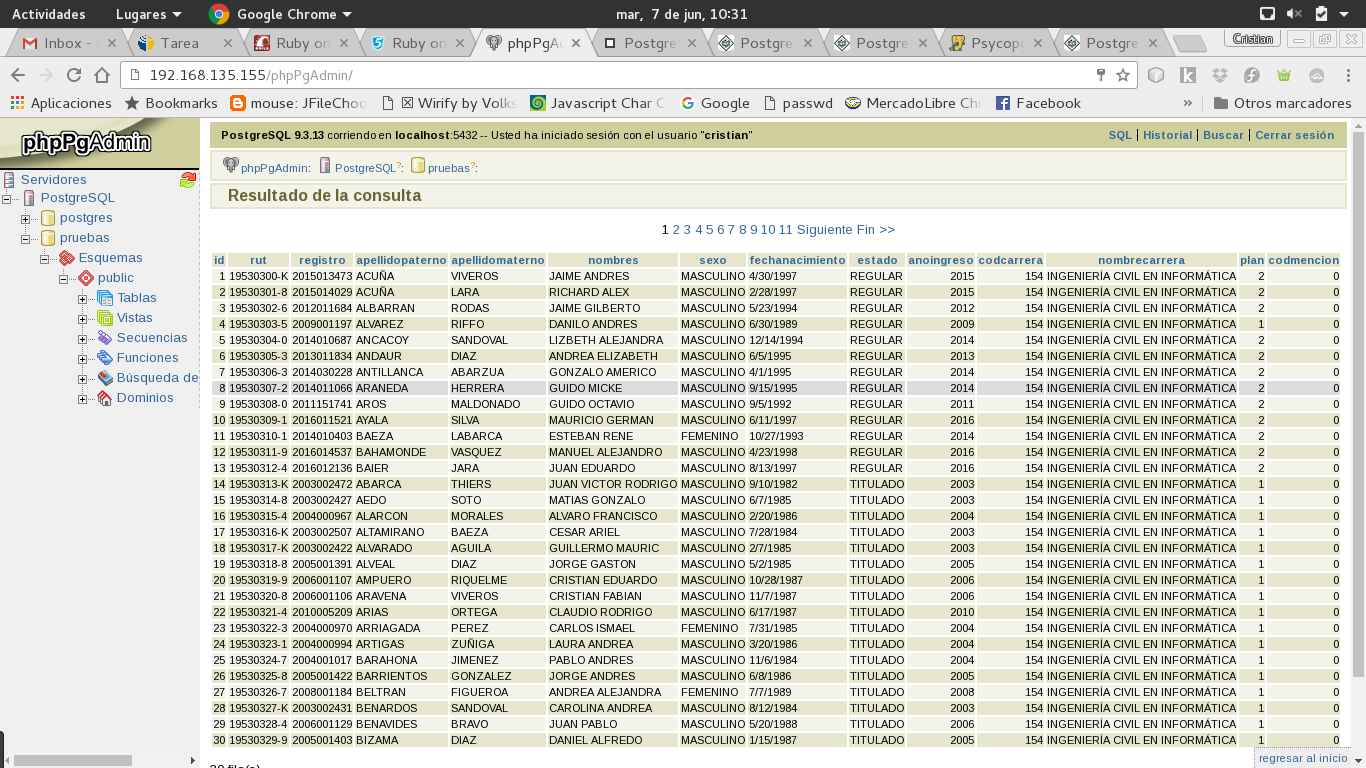 Actividades Lugares Google Chrome mar, 7 de jun, 10:31
Inbox - Tarea Ruby on Ruby on phpPgAd Postgre Postgre Postgre Psycop Postgre Cristian
192.168.135.155/phpPgAdmin/
Aplicaciones Bookmarks mouse: JFileChoo Wirify by Volks Javascript Char C Google passwd MercadoLibre Chi Facebook » Otros marcadores
phpPgAdmin
Servidores
PostgreSQL
postgres
pruebas
Esquemas
public
Tablas
Vistas
Secuencias
Funciones
Búsqueda de
Dominios
PostgreSQL 9.3.13 corriendo en localhost:5432 -- Usted ha iniciado sesión con el usuario "cristian"
SQL | Historial | Buscar | Cerrar sesión
phpPgAdmin: PostgreSQL?: pruebas?:
Resultado de la consulta
1 2 3 4 5 6 7 8 9 10 11 Siguiente Fin >>
id rut registro apellidopaterno apellidomaterno nombres sexo fechanacimiento estado anoingreso codcarrera nombrecarrera plan codmencion
1 19530300-K 2015013473 ACUÑA VIVEROS JAIME ANDRES MASCULINO 4/30/1997 REGULAR 2015 154 INGENIERÍA CIVIL EN INFORMÁTICA 2 0
2 19530301-8 2015014029 ACUÑA LARA RICHARD ALEX MASCULINO 2/28/1997 REGULAR 2015 154 INGENIERÍA CIVIL EN INFORMÁTICA 2 0
3 19530302-6 2012011684 ALBARRAN RODAS JAIME GILBERTO MASCULINO 5/23/1994 REGULAR 2012 154 INGENIERÍA CIVIL EN INFORMÁTICA 2 0
4 19530303-5 2009001197 ALVAREZ RIFFO DANILO ANDRES MASCULINO 6/30/1989 REGULAR 2009 154 INGENIERÍA CIVIL EN INFORMÁTICA 1 0
5 19530304-0 2014010687 ANCACOY SANDOVAL LIZBETH ALEJANDRA MASCULINO 12/14/1994 REGULAR 2014 154 INGENIERÍA CIVIL EN INFORMÁTICA 2 0
6 19530305-3 2013011834 ANDAUR DIAZ ANDREA ELIZABETH MASCULINO 6/5/1995 REGULAR 2013 154 INGENIERÍA CIVIL EN INFORMÁTICA 2 0
7 19530306-3 2014030228 ANTILLANCA ABARZUA GONZALO AMERICO MASCULINO 4/1/1995 REGULAR 2014 154 INGENIERÍA CIVIL EN INFORMÁTICA 2 0
8 19530307-2 2014011066 ARANEDA HERRERA GUIDO MICKE MASCULINO 9/15/1995 REGULAR 2014 154 INGENIERÍA CIVIL EN INFORMÁTICA 2 0
9 19530308-0 2011151741 AROS MALDONADO GUIDO OCTAVIO MASCULINO 9/5/1992 REGULAR 2011 154 INGENIERÍA CIVIL EN INFORMÁTICA 2 0
10 19530309-1 2016011521 AYALA SILVA MAURICIO GERMAN MASCULINO 6/11/1997 REGULAR 2016 154 INGENIERÍA CIVIL EN INFORMÁTICA 2 0
11 19530310-1 2014010403 BAEZA LABARCA ESTEBAN RENE FEMENINO 10/27/1993 REGULAR 2014 154 INGENIERÍA CIVIL EN INFORMÁTICA 2 0
12 19530311-9 2016014537 BAHAMONDE VASQUEZ MANUEL ALEJANDRO MASCULINO 4/23/1998 REGULAR 2016 154 INGENIERÍA CIVIL EN INFORMÁTICA 2 0
13 19530312-4 2016012136 BAIER JARA JUAN EDUARDO MASCULINO 8/13/1997 REGULAR 2016 154 INGENIERÍA CIVIL EN INFORMÁTICA 2 0
14 19530313-K 2003002472 ABARCA THIERS JUAN VICTOR RODRIGO MASCULINO 9/10/1982 TITULADO 2003 154 INGENIERÍA CIVIL EN INFORMÁTICA 1 0
15 19530314-8 2003002427 AEDO SOTO MATIAS GONZALO MASCULINO 6/7/1985 TITULADO 2003 154 INGENIERÍA CIVIL EN INFORMÁTICA 1 0
16 19530315-4 2004000967 ALARCON MORALES ALVARO FRANCISCO MASCULINO 2/20/1986 TITULADO 2004 154 INGENIERÍA CIVIL EN INFORMÁTICA 1 0
17 19530316-K 2003002507 ALTAMIRANO BAEZA CESAR ARIEL MASCULINO 7/28/1984 TITULADO 2003 154 INGENIERÍA CIVIL EN INFORMÁTICA 1 0
18 19530317-K 2003002422 ALVARADO AGUILA GUILLERMO MAURIC MASCULINO 2/7/1985 TITULADO 2003 154 INGENIERÍA CIVIL EN INFORMÁTICA 1 0
19 19530318-8 2005001391 ALVEAL DIAZ JORGE GASTON MASCULINO 5/2/1985 TITULADO 2005 154 INGENIERÍA CIVIL EN INFORMÁTICA 1 0
20 19530319-9 2006001107 AMPUERO RIQUELME CRISTIAN EDUARDO MASCULINO 10/28/1987 TITULADO 2006 154 INGENIERÍA CIVIL EN INFORMÁTICA 1 0
21 19530320-8 2006001106 ARAVENA VIVEROS CRISTIAN FABIAN MASCULINO 11/7/1987 TITULADO 2006 154 INGENIERÍA CIVIL EN INFORMÁTICA 1 0
22 19530321-4 2010005209 ARIAS ORTEGA CLAUDIO RODRIGO MASCULINO 6/17/1987 TITULADO 2010 154 INGENIERÍA CIVIL EN INFORMÁTICA 1 0
23 19530322-3 2004000970 ARRIAGADA PEREZ CARLOS ISMAEL FEMENINO 7/31/1985 TITULADO 2004 154 INGENIERÍA CIVIL EN INFORMÁTICA 1 0
24 19530323-1 2004000994 ARTIGAS ZUÑIGA LAURA ANDREA MASCULINO 3/20/1986 TITULADO 2004 154 INGENIERÍA CIVIL EN INFORMÁTICA 1 0
25 19530324-7 2004001017 BARAHONA JIMENEZ PABLO ANDRES MASCULINO 11/6/1984 TITULADO 2004 154 INGENIERÍA CIVIL EN INFORMÁTICA 1 0
26 19530325-8 2005001422 BARRIENTOS GONZALEZ JORGE ANDRES MASCULINO 6/8/1986 TITULADO 2005 154 INGENIERÍA CIVIL EN INFORMÁTICA 1 0
27 19530326-7 2008001184 BELTRAN FIGUEROA ANDREA ALEJANDRA FEMENINO 7/7/1989 TITULADO 2008 154 INGENIERÍA CIVIL EN INFORMÁTICA 1 0
28 19530327-K 2003002431 BENARDOS SANDOVAL CAROLINA ANDREA MASCULINO 8/12/1984 TITULADO 2003 154 INGENIERÍA CIVIL EN INFORMÁTICA 1 0
29 19530328-4 2006001129 BENAVIDES BRAVO JUAN PABLO MASCULINO 5/20/1988 TITULADO 2006 154 INGENIERÍA CIVIL EN INFORMÁTICA 1 0
30 19530329-9 2005001403 BIZAMA DIAZ DANIEL ALFREDO MASCULINO 1/15/1987 TITULADO 2005 154 INGENIERÍA CIVIL EN INFORMÁTICA 1 0
regresar al inicio